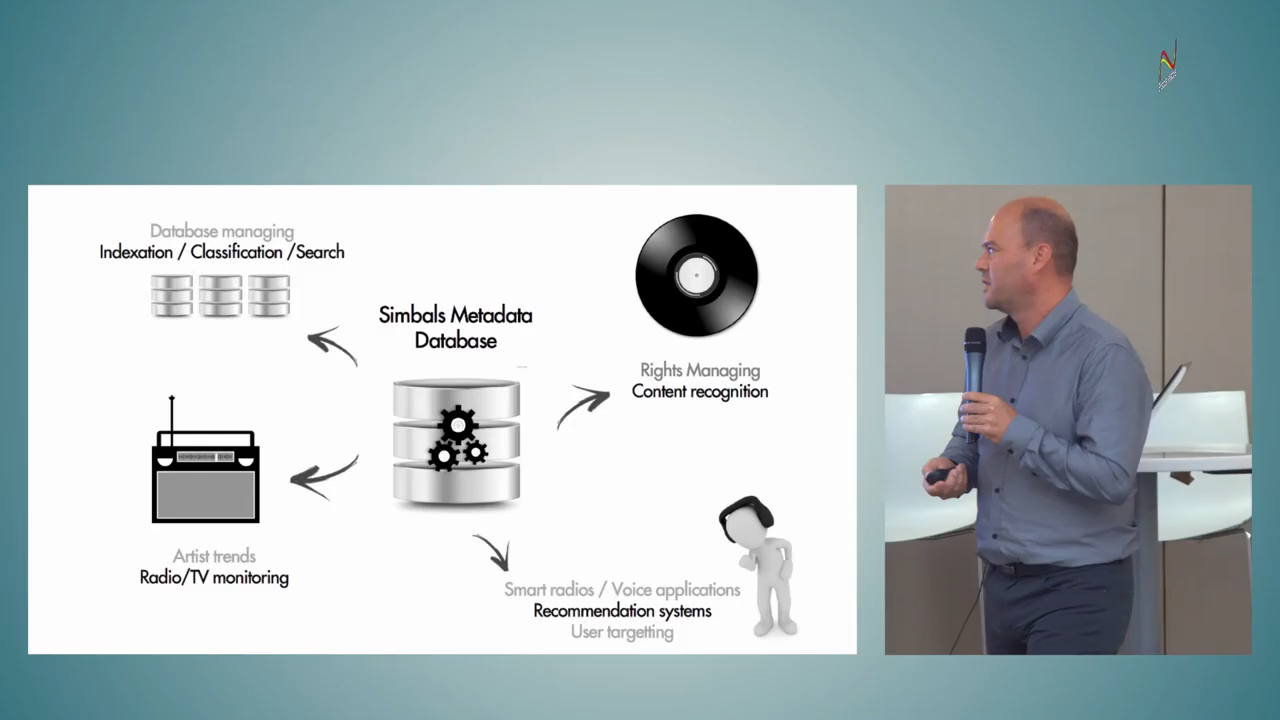 Database managing
Indexation / Classification /Search
Simbals Metadata
Database
Rights Managing
Content recognition
Artist trends
Radio/TV monitoring
Smart radios / Voice applications
Recommendation systems
User targetting